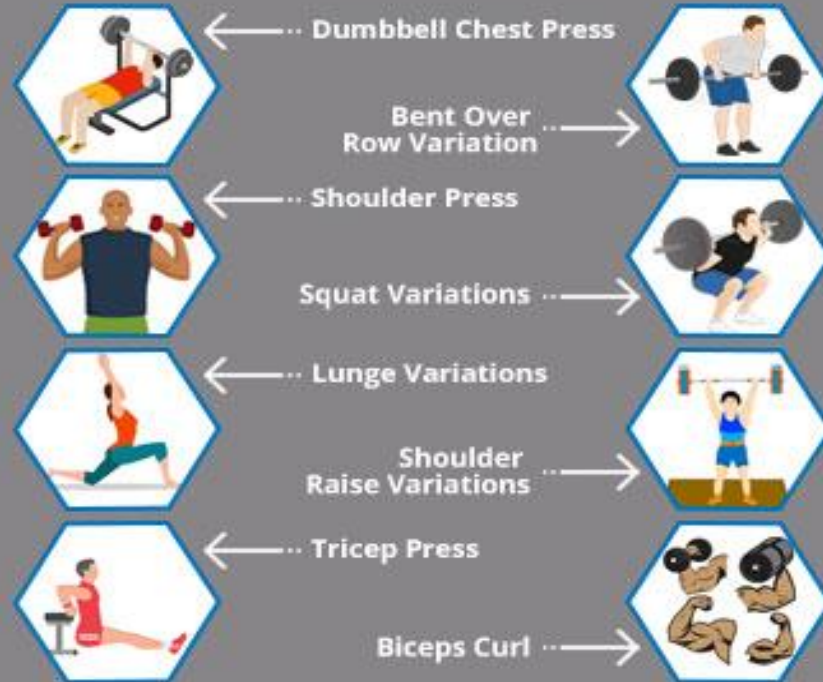 Dumbbell Chest Press
Bent Over
Row Variation
Shoulder Press
Squat Variations
Lunge Variations
Shoulder
Raise Variations
Tricep Press
Biceps Curl